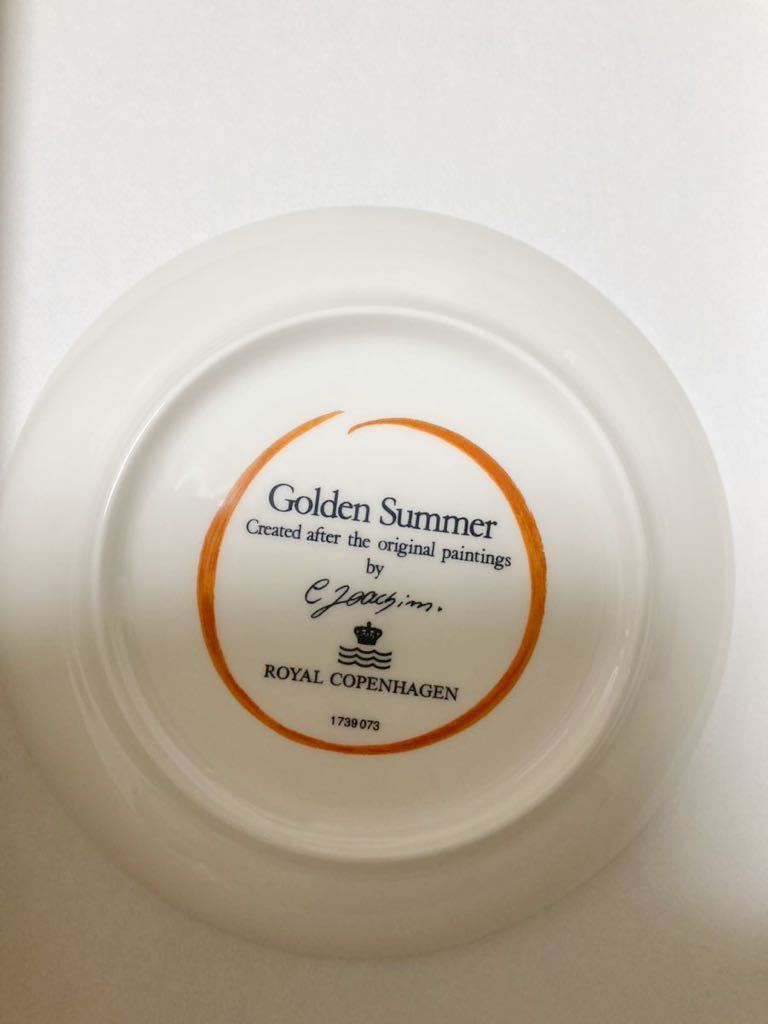 Golden Summer
Created after the original paintings
by
C Joachim.
ROYAL COPENHAGEN
1739073